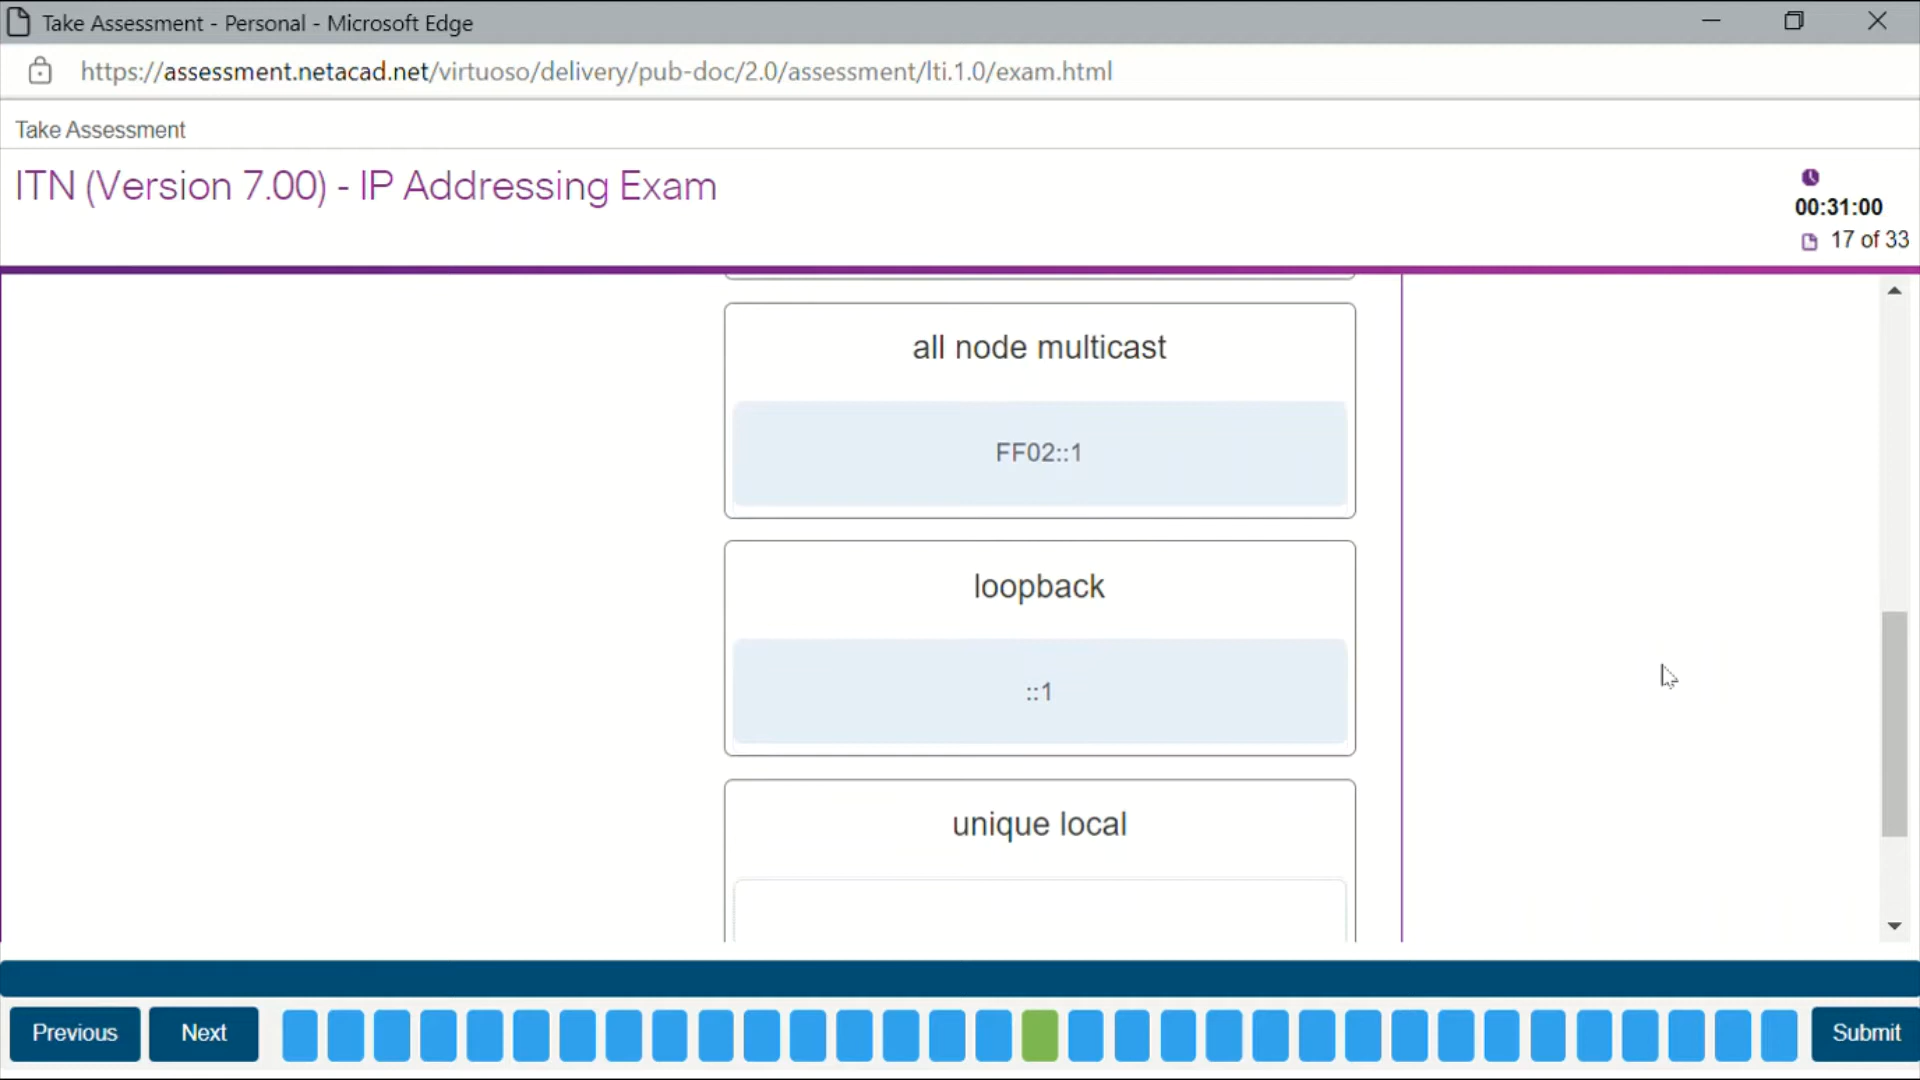 Take Assessment - Personal - Microsoft Edge
https://assessment.netacad.net/virtuoso/delivery/pub-doc/2.0/assessment/lti.1.0/exam.html
Take Assessment
ITN (Version 7.00) - IP Addressing Exam
00:31:00
17 of 33
all node multicast
FF02::1
loopback
::1
unique local
Previous
Next
Submit